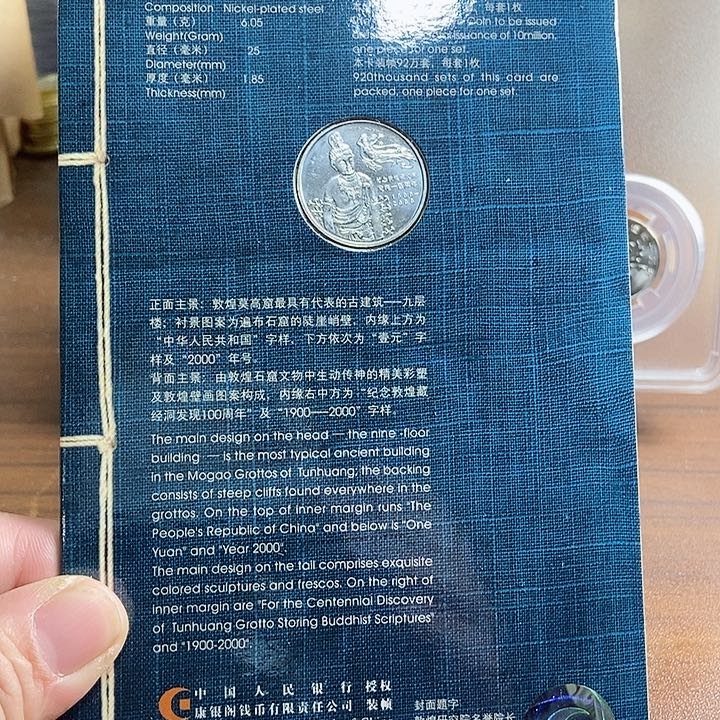 Composition Nickel-plated steel
重量（克） 6.05
Weight(Gram)
直径（毫米） 25
Diameter(mm)
厚度（毫米） 1.85
Thickness(mm)
每套1枚
Coin to be issued
issuance of 10million,
one piece for one set.
本卡装帧92万套，每套1枚
920thousand sets of this card are
packed, one piece for one set.
正面主景：敦煌莫高窟最具有代表的古建筑——九层
楼；衬景图案为遍布石窟的陡崖峭壁，内缘上方为
“中华人民共和国”字样，下方依次为“壹元”字
样及“2000”年号。
背面主景：由敦煌石窟文物中生动传神的精美彩塑
及敦煌壁画图案构成，内缘右中方为“纪念敦煌藏
经洞发现100周年”及“1900——2000”字样。
The main design on the head — the nine -floor
building — is the most typical ancient building
in the Mogao Grottos of Tunhuang; the backing
consists of steep cliffs found everywhere in the
grottos. On the top of inner margin runs "The
People's Republic of China" and below is "One
Yuan" and "Year 2000".
The main design on the tail comprises exquisite
colored sculptures and frescos. On the right of
inner margin are "For the Centennial Discovery
of Tunhuang Grotto Storing Buddhist Scriptures"
and "1900-2000".
中国人民银行 授权
康银阁钱币有限责任公司 装帧
封面题字
敦煌研究院名誉院长